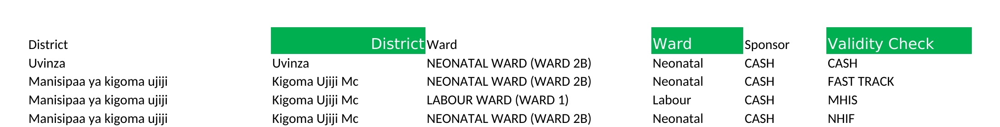 District District Ward Ward Sponsor Validity Check
Uvinza Uvinza NEONATAL WARD (WARD 2B) Neonatal CASH CASH
Manisipaa ya kigoma ujiji Kigoma Ujiji Mc NEONATAL WARD (WARD 2B) Neonatal CASH FAST TRACK
Manisipaa ya kigoma ujiji Kigoma Ujiji Mc LABOUR WARD (WARD 1) Labour CASH MHIS
Manisipaa ya kigoma ujiji Kigoma Ujiji Mc NEONATAL WARD (WARD 2B) Neonatal CASH NHIF